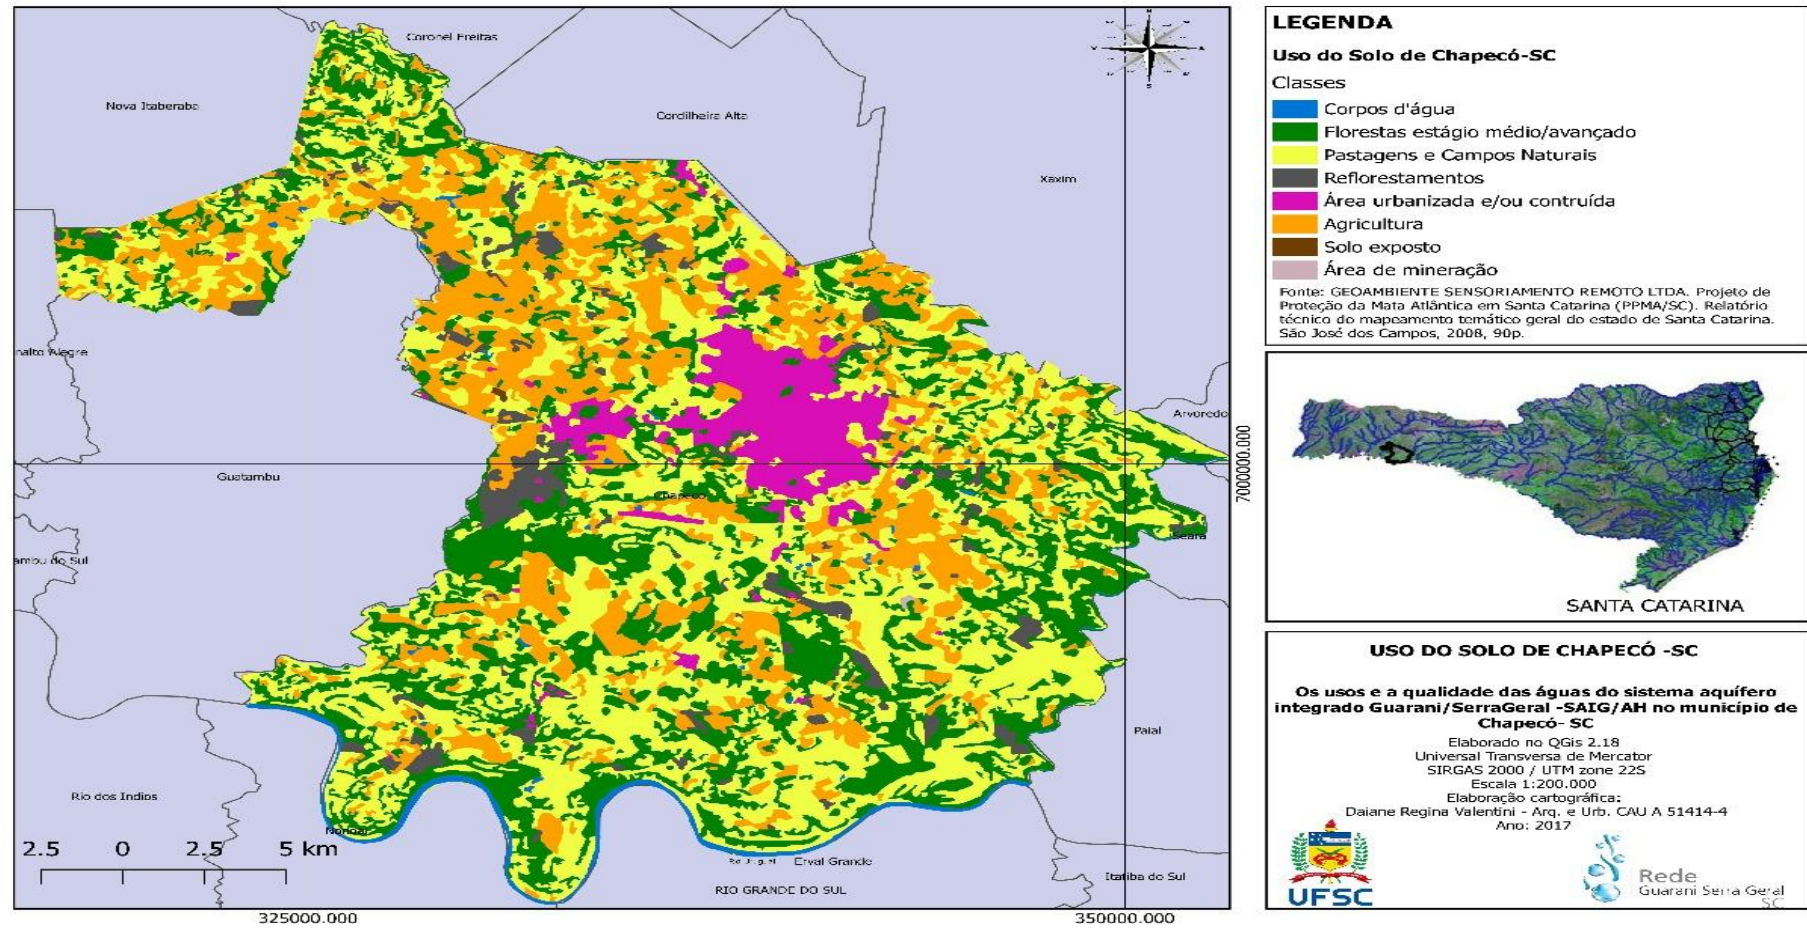 Coronel Freitas
Nova Itaberaba
Cordilheira Alta
Xaxim
nalto Alegre
Arvoredo
Guatambu
Chapecó
Seara
ambu do Sul
Paial
Rio dos Indios
Nonoai
Erval Grande
Itatiba do Sul
RIO GRANDE DO SUL
2.5 0 2.5 5 km
325000.000
350000.000
7000000.000
LEGENDA
Uso do Solo de Chapecó-SC
Classes
Corpos d'água
Florestas estágio médio/avançado
Pastagens e Campos Naturais
Reflorestamentos
Área urbanizada e/ou contruída
Agricultura
Solo exposto
Área de mineração
Fonte: GEOAMBIENTE SENSORIAMENTO REMOTO LTDA. Projeto de
Proteção da Mata Atlântica em Santa Catarina (PPMA/SC). Relatório
técnico do mapeamento temático geral do estado de Santa Catarina.
São José dos Campos, 2008, 90p.
SANTA CATARINA
USO DO SOLO DE CHAPECÓ -SC
Os usos e a qualidade das águas do sistema aquífero
integrado Guarani/SerraGeral -SAIG/AH no município de
Chapecó- SC
Elaborado no QGis 2.18
Universal Transversa de Mercator
SIRGAS 2000 / UTM zone 22S
Escala 1:200.000
Elaboração cartográfica:
Daiane Regina Valentini - Arq. e Urb. CAU A 51414-4
Ano: 2017
UFSC
Rede
Guarani Serra Geral
SC